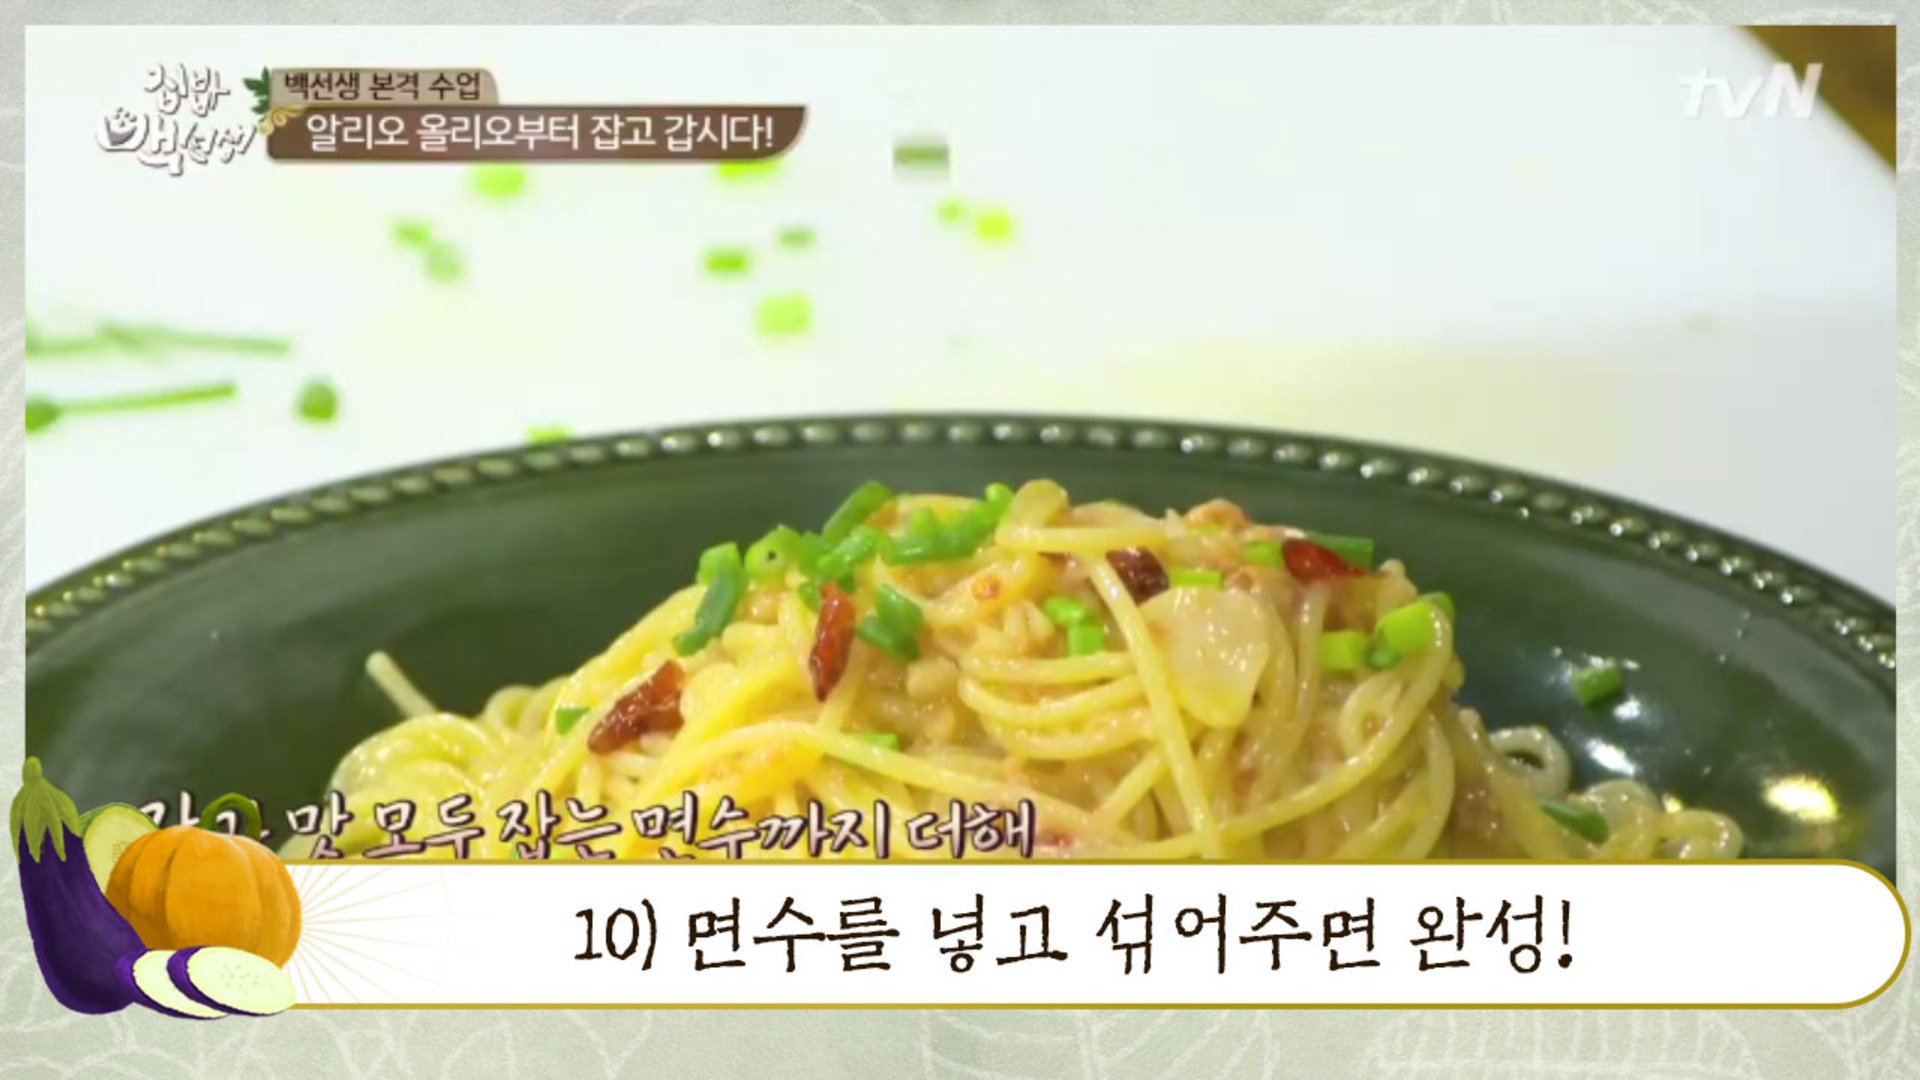 집밥
백선생
백선생 본격 수업
알리오 올리오부터 잡고 갑시다!
tvN
맛 모두 잡는 면수까지 더해
10) 면수를 넣고 섞어주면 완성!